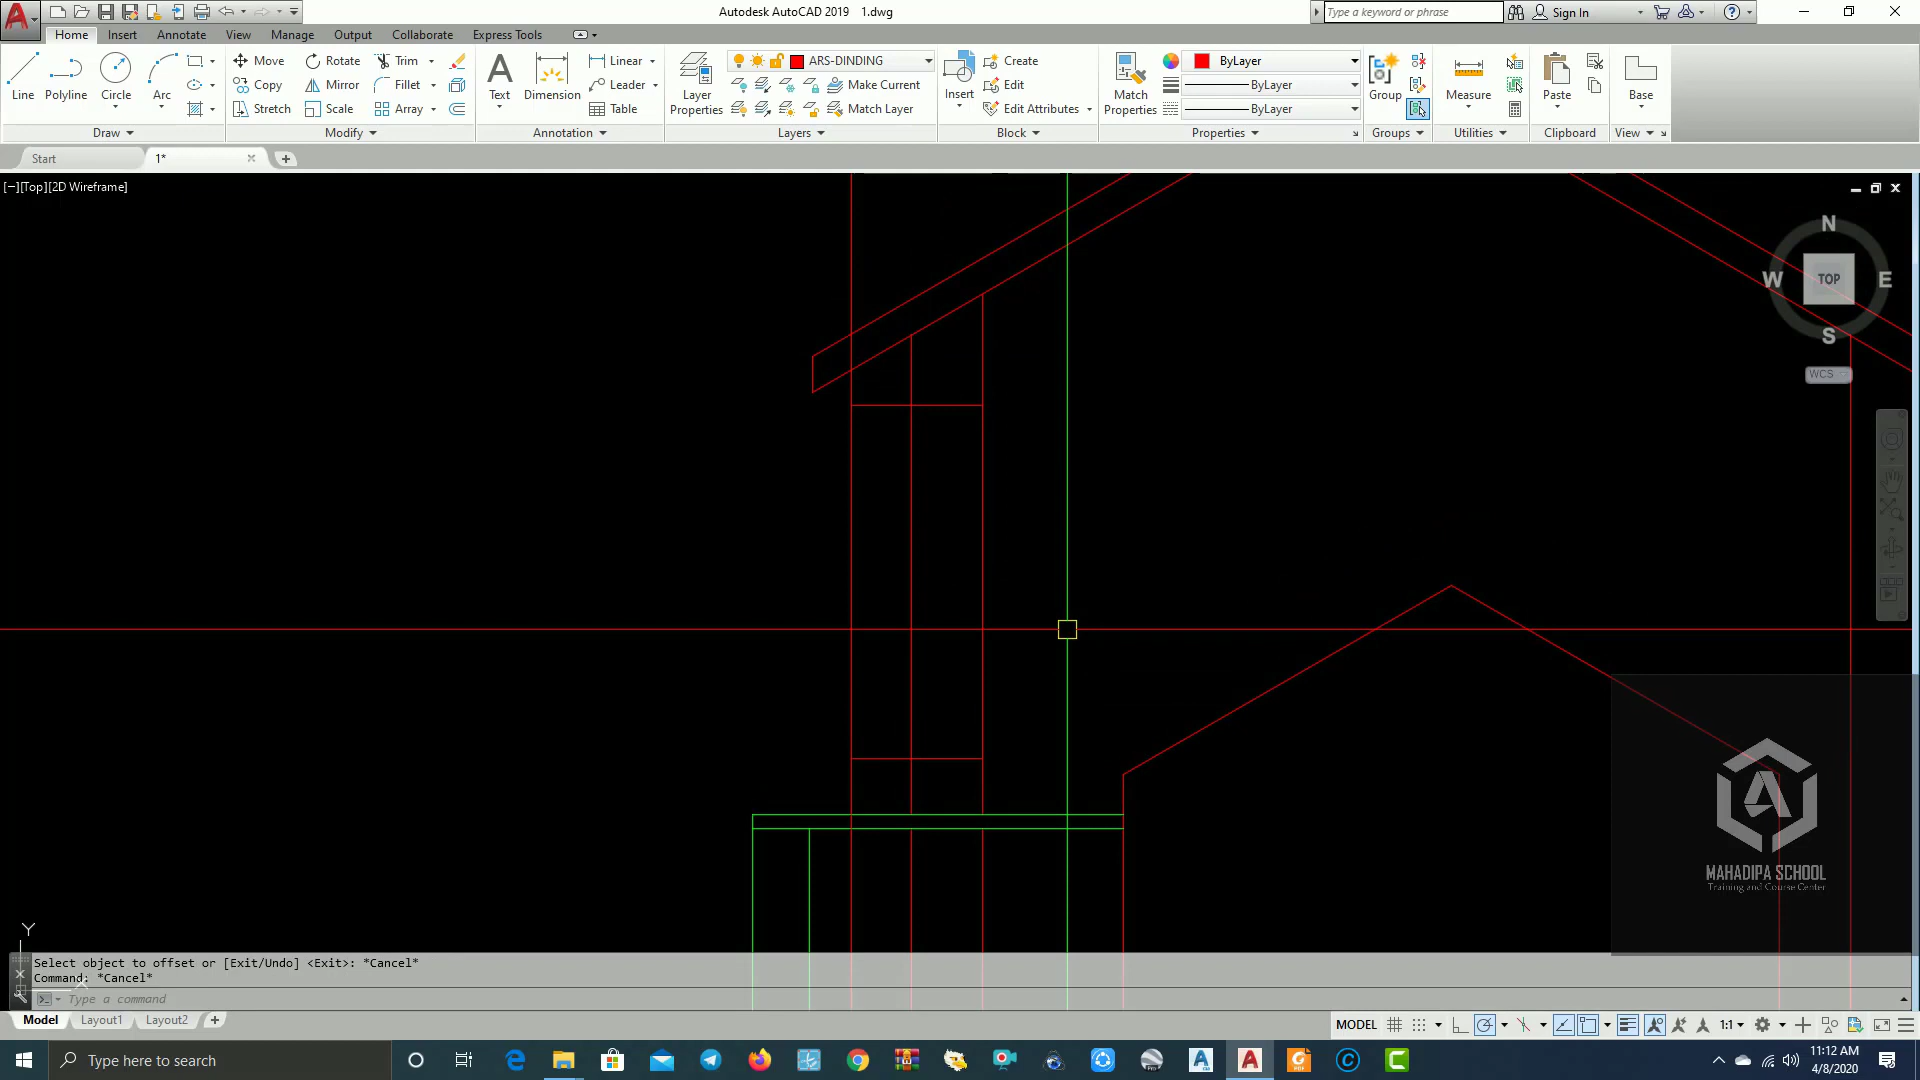 Autodesk AutoCAD 2019 1.dwg
Type a keyword or phrase
Sign In
Home Insert Annotate View Manage Output Collaborate Express Tools
Line
Polyline
Circle
Arc
Move
Rotate
Trim
Copy
Mirror
Fillet
Stretch
Scale
Array
Text
Dimension
Linear
Leader
Table
Layer
Properties
ARS-DINDING
Make Current
Match Layer
Insert
Create
Edit
Edit Attributes
Match
Properties
ByLayer
ByLayer
ByLayer
Group
Measure
Paste
Base
Draw
Modify
Annotation
Layers
Block
Properties
Groups
Utilities
Clipboard
View
Start
1*
[−][Top][2D Wireframe]
N
W
TOP
E
S
WCS
MAHADIPA SCHOOL
Training and Course Center
Y
Select object to offset or [Exit/Undo] <Exit>: *Cancel*
Command: *Cancel*
Type a command
Model Layout1 Layout2
MODEL
1:1
Type here to search
11:12 AM
4/8/2020